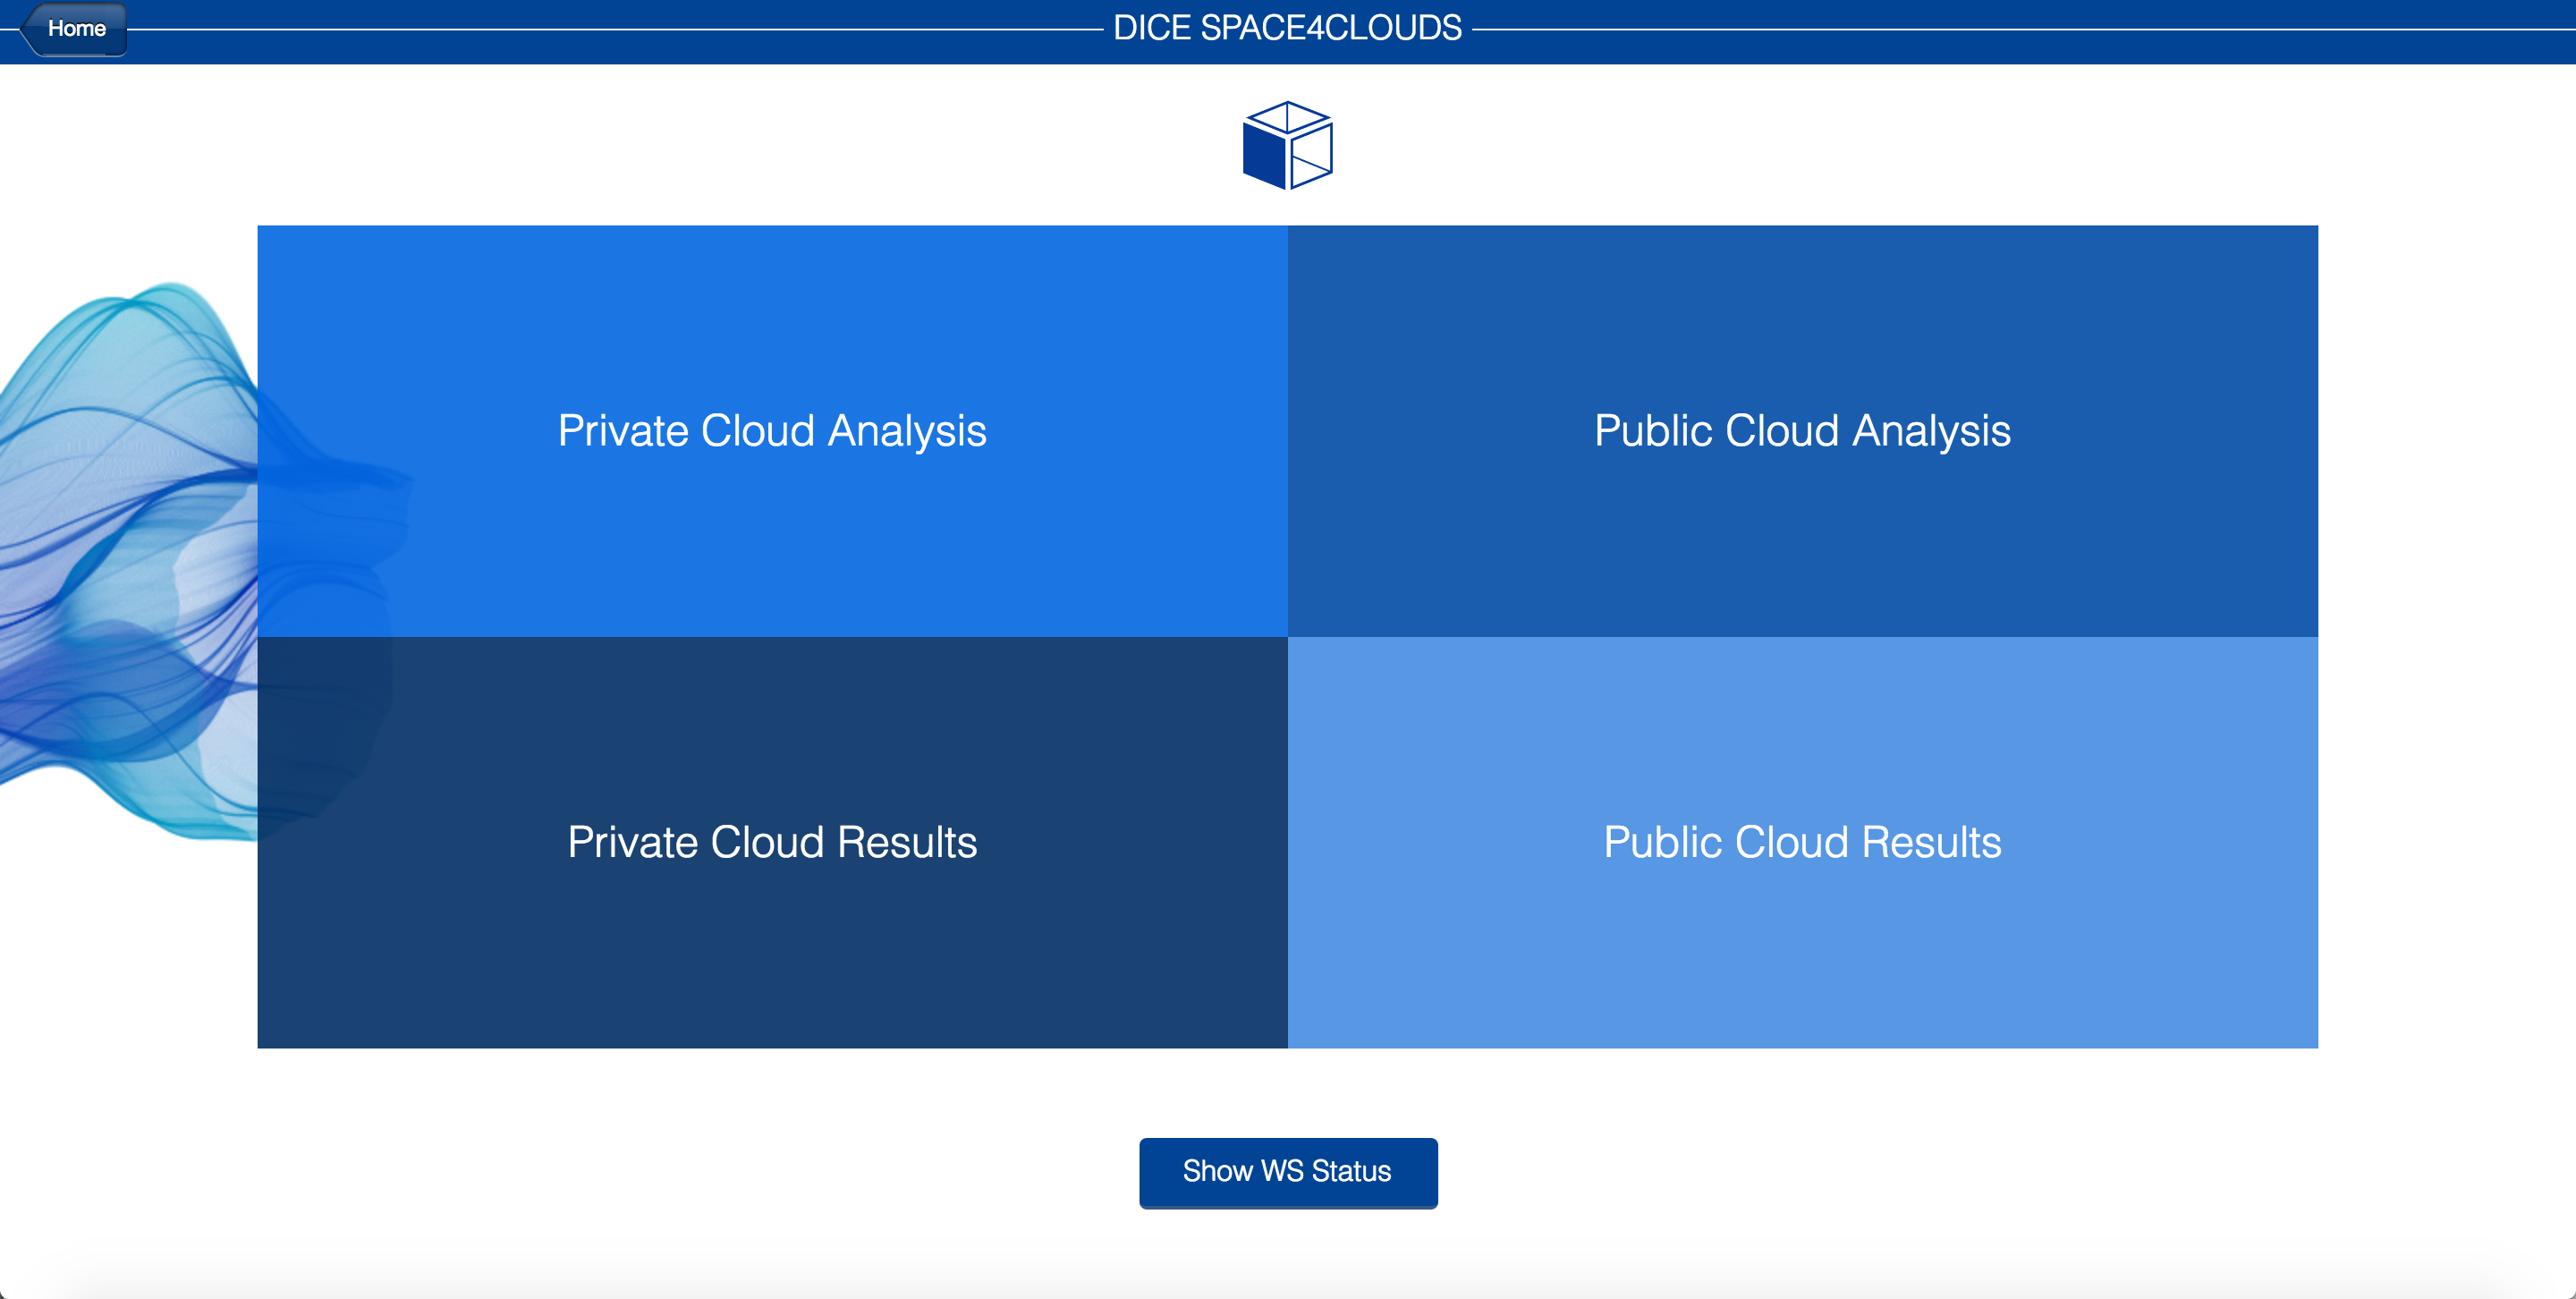 Home
DICE SPACE4CLOUDS
Private Cloud Analysis
Public Cloud Analysis
Private Cloud Results
Public Cloud Results
Show WS Status